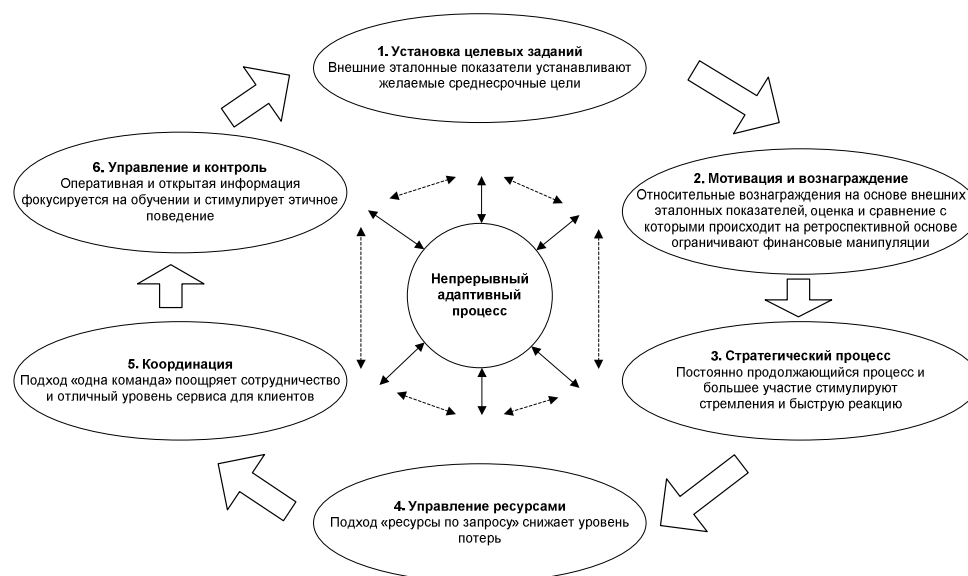 1. Установка целевых заданий
Внешние эталонные показатели устанавливают
желаемые среднесрочные цели
2. Мотивация и вознаграждение
Относительные вознаграждения на основе внешних
эталонных показателей, оценка и сравнение с
которыми происходит на ретроспективной основе
ограничивают финансовые манипуляции
3. Стратегический процесс
Постоянно продолжающийся процесс и
большее участие стимулируют
стремления и быструю реакцию
4. Управление ресурсами
Подход «ресурсы по запросу» снижает уровень
потерь
5. Координация
Подход «одна команда» поощряет сотрудничество
и отличный уровень сервиса для клиентов
6. Управление и контроль
Оперативная и открытая информация
фокусируется на обучении и стимулирует этичное
поведение
Непрерывный
адаптивный
процесс